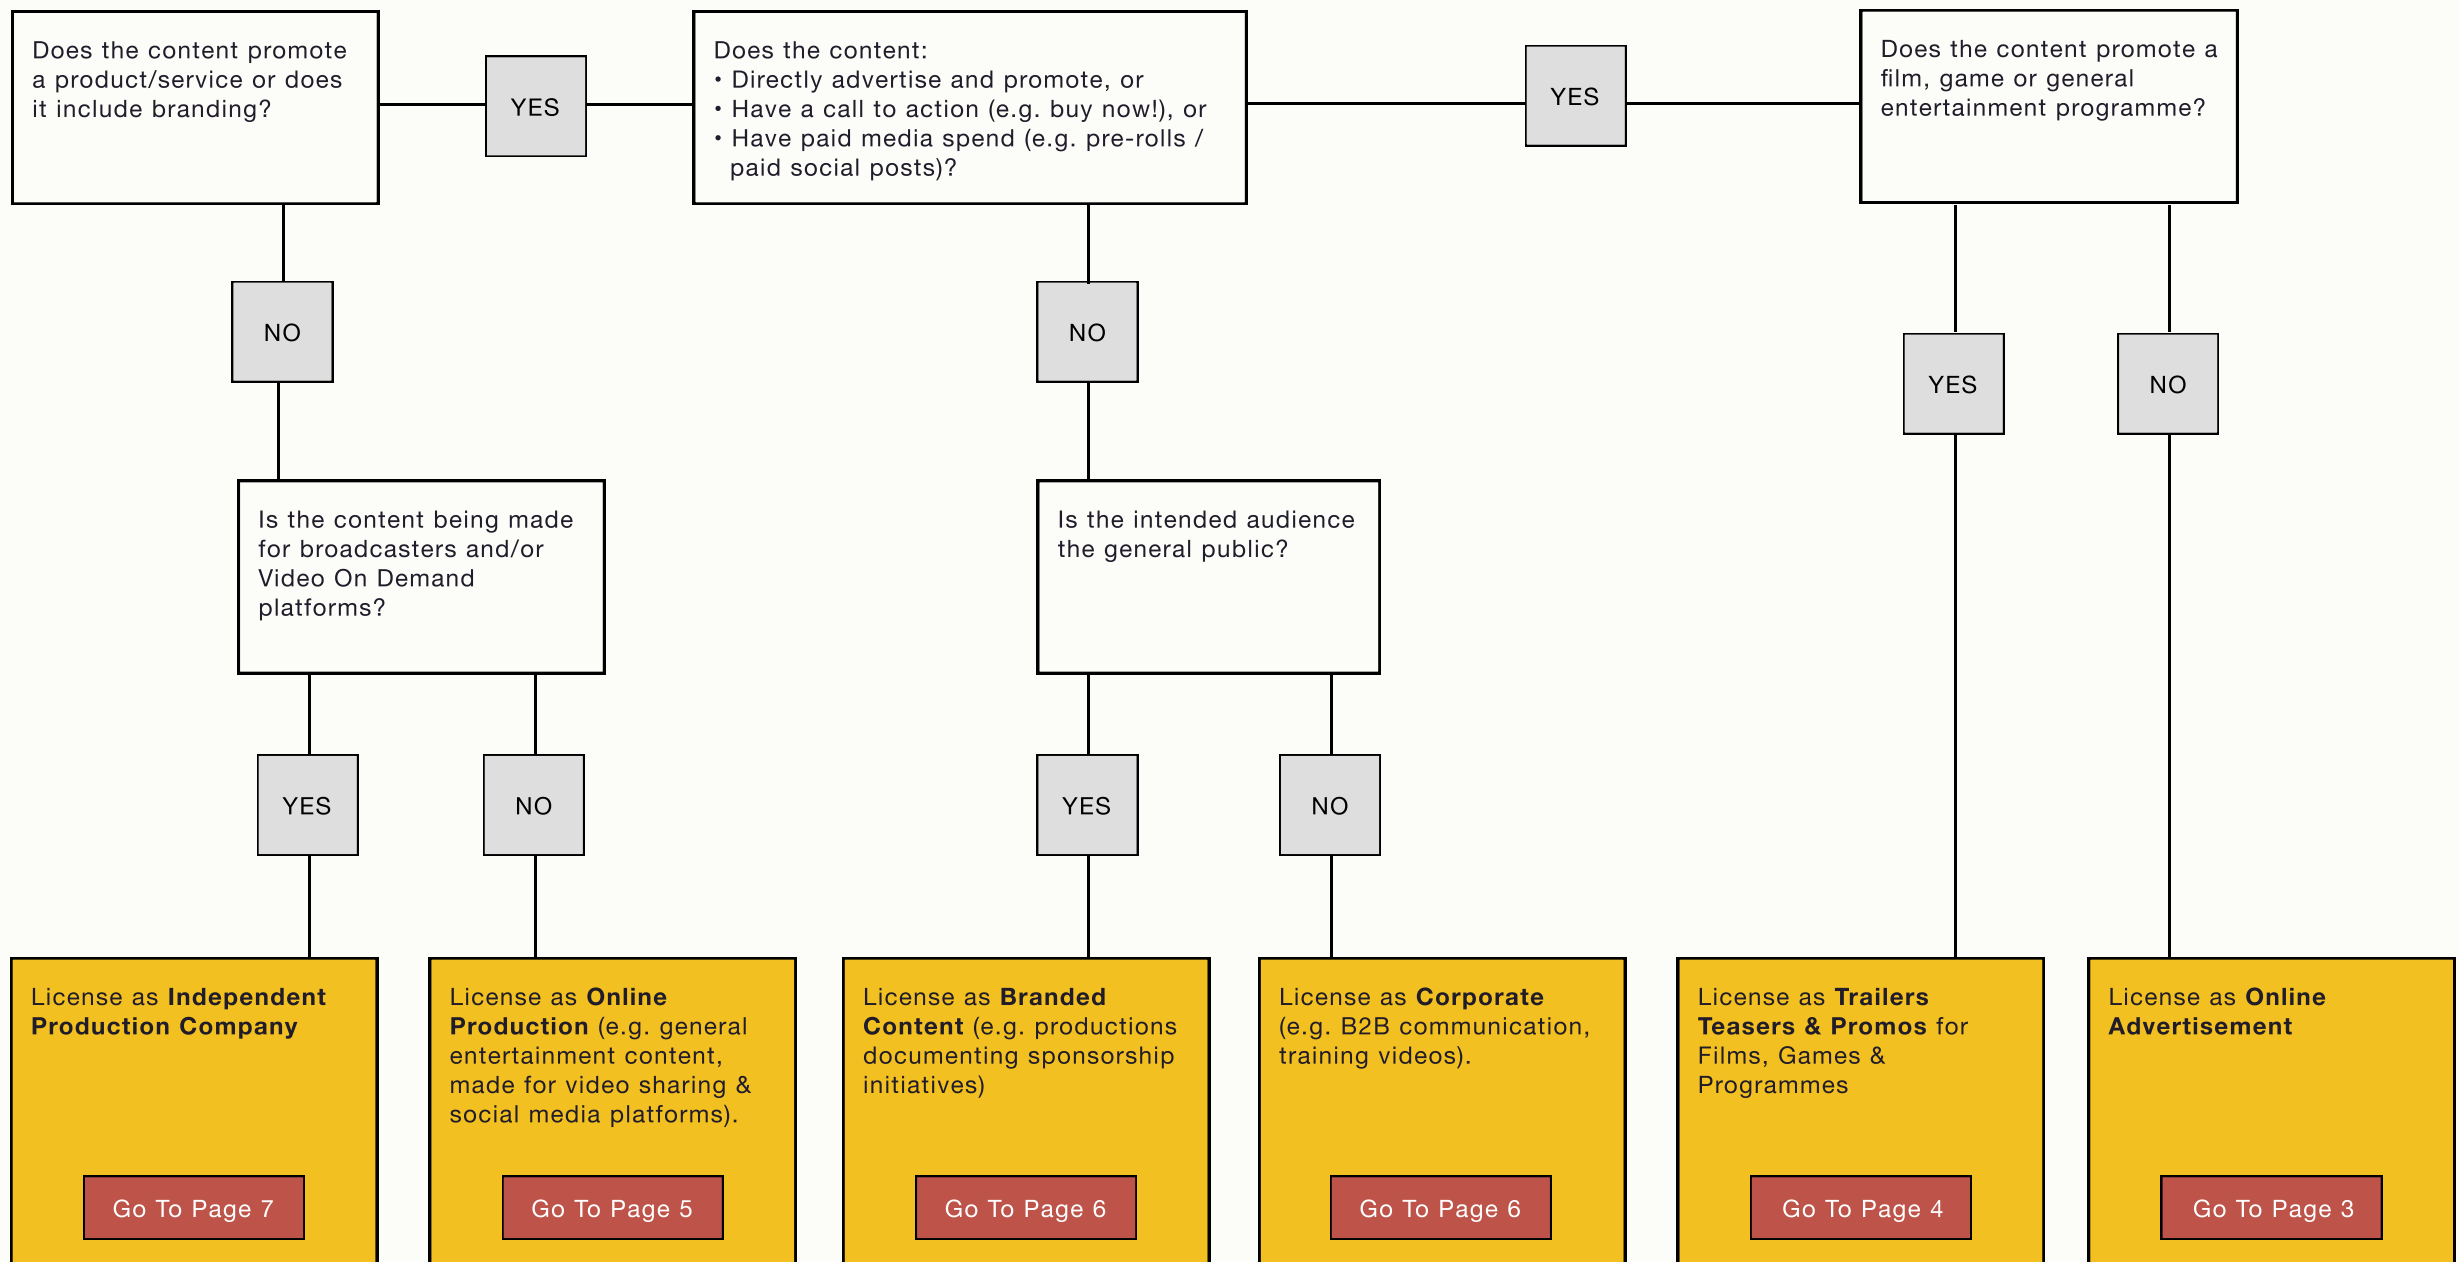 Does the content promote
a product/service or does
it include branding?
YES
Does the content:
• Directly advertise and promote, or
• Have a call to action (e.g. buy now!), or
• Have paid media spend (e.g. pre-rolls /
paid social posts)?
YES
Does the content promote a
film, game or general
entertainment programme?
NO
NO
YES
NO
Is the content being made
for broadcasters and/or
Video On Demand
platforms?
Is the intended audience
the general public?
YES
NO
YES
NO
License as Independent
Production Company
Go To Page 7
License as Online
Production (e.g. general
entertainment content,
made for video sharing &
social media platforms).
Go To Page 5
License as Branded
Content (e.g. productions
documenting sponsorship
initiatives)
Go To Page 6
License as Corporate
(e.g. B2B communication,
training videos).
Go To Page 6
License as Trailers
Teasers & Promos for
Films, Games &
Programmes
Go To Page 4
License as Online
Advertisement
Go To Page 3